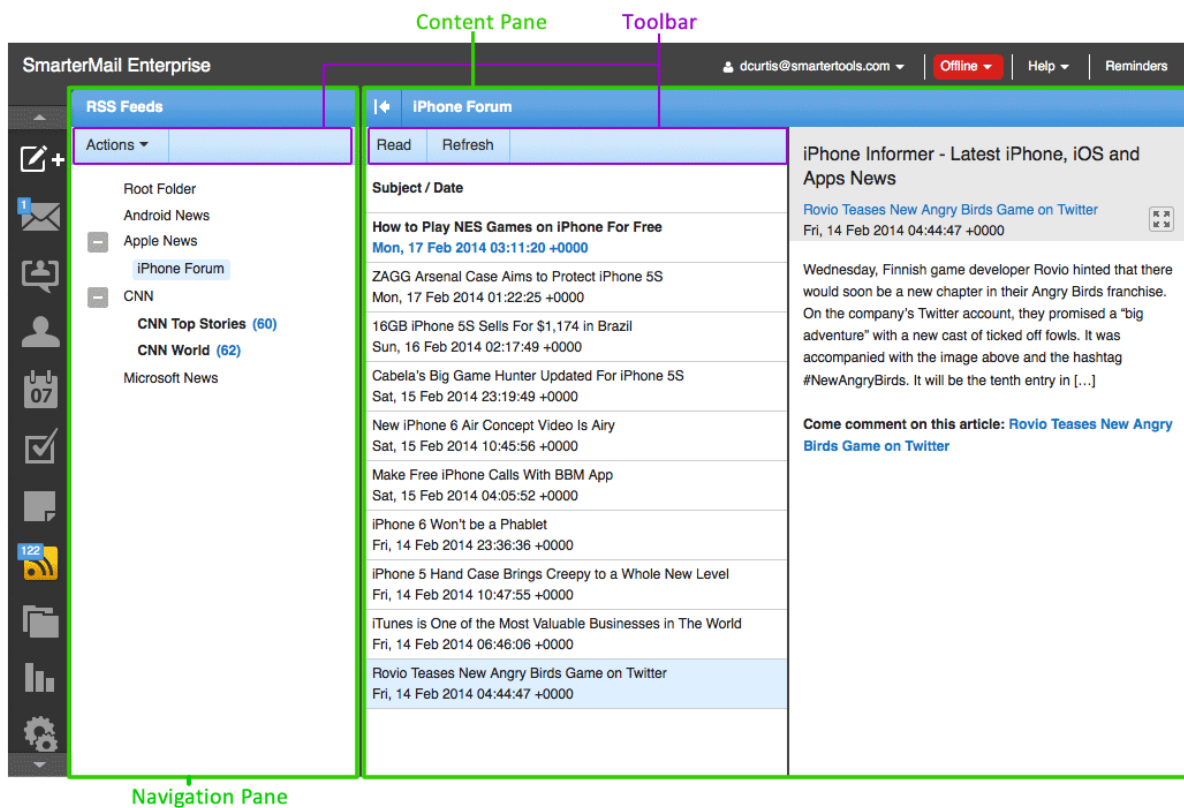 Content Pane
Toolbar
SmarterMail Enterprise
dcurtis@smartertools.com
Offline
Help
Reminders
RSS Feeds
iPhone Forum
Actions
Read
Refresh
Root Folder
Android News
Apple News
iPhone Forum
CNN
CNN Top Stories (60)
CNN World (62)
Microsoft News
1
07
122
Subject / Date
How to Play NES Games on iPhone For Free
Mon, 17 Feb 2014 03:11:20 +0000
ZAGG Arsenal Case Aims to Protect iPhone 5S
Mon, 17 Feb 2014 01:22:25 +0000
16GB iPhone 5S Sells For $1,174 in Brazil
Sun, 16 Feb 2014 02:17:49 +0000
Cabela's Big Game Hunter Updated For iPhone 5S
Sat, 15 Feb 2014 23:19:49 +0000
New iPhone 6 Air Concept Video Is Airy
Sat, 15 Feb 2014 10:45:56 +0000
Make Free iPhone Calls With BBM App
Sat, 15 Feb 2014 04:05:52 +0000
iPhone 6 Won't be a Phablet
Fri, 14 Feb 2014 23:36:36 +0000
iPhone 5 Hand Case Brings Creepy to a Whole New Level
Fri, 14 Feb 2014 10:47:55 +0000
iTunes is One of the Most Valuable Businesses in The World
Fri, 14 Feb 2014 06:46:06 +0000
Rovio Teases New Angry Birds Game on Twitter
Fri, 14 Feb 2014 04:44:47 +0000
iPhone Informer - Latest iPhone, iOS and
Apps News
Rovio Teases New Angry Birds Game on Twitter
Fri, 14 Feb 2014 04:44:47 +0000
Wednesday, Finnish game developer Rovio hinted that there
would soon be a new chapter in their Angry Birds franchise.
On the company's Twitter account, they promised a “big
adventure” with a new cast of ticked off fowls. It was
accompanied with the image above and the hashtag
#NewAngryBirds. It will be the tenth entry in […]
Come comment on this article: Rovio Teases New Angry
Birds Game on Twitter
Navigation Pane